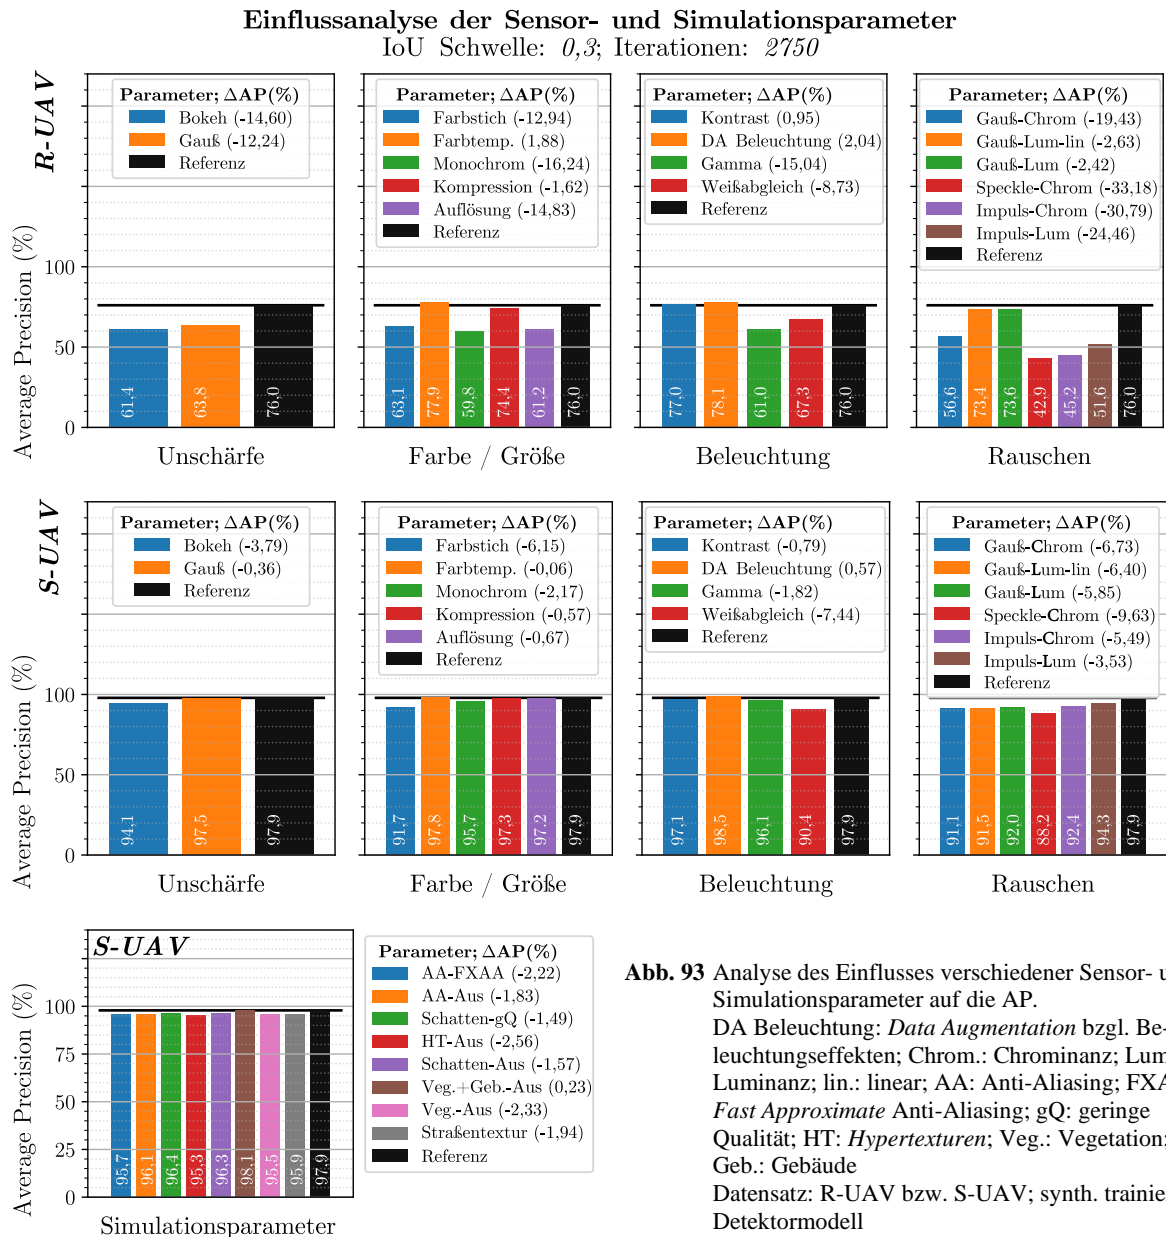 Einflussanalyse der Sensor- und Simulationsparameter
IoU Schwelle: 0,3; Iterationen: 2750
R-UAV
Average Precision (%)
100
50
0
Parameter; ΔAP(%)
Bokeh (-14,60)
Gauß (-12,24)
Referenz
61,4
63,8
76,0
Unschärfe
Parameter; ΔAP(%)
Farbstich (-12,94)
Farbtemp. (1,88)
Monochrom (-16,24)
Kompression (-1,62)
Auflösung (-14,83)
Referenz
63,1
77,9
59,8
74,4
61,2
76,0
Farbe / Größe
Parameter; ΔAP(%)
Kontrast (0,95)
DA Beleuchtung (2,04)
Gamma (-15,04)
Weißabgleich (-8,73)
Referenz
77,0
78,1
61,0
67,3
76,0
Beleuchtung
Parameter; ΔAP(%)
Gauß-Chrom (-19,43)
Gauß-Lum-lin (-2,63)
Gauß-Lum (-2,42)
Speckle-Chrom (-33,18)
Impuls-Chrom (-30,79)
Impuls-Lum (-24,46)
Referenz
56,6
73,4
73,6
42,9
45,2
51,6
76,0
Rauschen
S-UAV
Average Precision (%)
100
50
0
Parameter; ΔAP(%)
Bokeh (-3,79)
Gauß (-0,36)
Referenz
94,1
97,5
97,9
Unschärfe
Parameter; ΔAP(%)
Farbstich (-6,15)
Farbtemp. (-0,06)
Monochrom (-2,17)
Kompression (-0,57)
Auflösung (-0,67)
Referenz
91,7
97,8
95,7
97,3
97,2
97,9
Farbe / Größe
Parameter; ΔAP(%)
Kontrast (-0,79)
DA Beleuchtung (0,57)
Gamma (-1,82)
Weißabgleich (-7,44)
Referenz
97,1
98,5
96,1
90,4
97,9
Beleuchtung
Parameter; ΔAP(%)
Gauß-Chrom (-6,73)
Gauß-Lum-lin (-6,40)
Gauß-Lum (-5,85)
Speckle-Chrom (-9,63)
Impuls-Chrom (-5,49)
Impuls-Lum (-3,53)
Referenz
91,1
91,5
92,0
88,2
92,4
94,3
97,9
Rauschen
S-UAV
Average Precision (%)
100
75
50
25
0
95,7
96,1
96,4
95,3
96,3
98,1
95,5
95,9
97,9
Simulationsparameter
Parameter; ΔAP(%)
AA-FXAA (-2,22)
AA-Aus (-1,83)
Schatten-gQ (-1,49)
HT-Aus (-2,56)
Schatten-Aus (-1,57)
Veg.+Geb.-Aus (0,23)
Veg.-Aus (-2,33)
Straßentextur (-1,94)
Referenz
Abb. 93 Analyse des Einflusses verschiedener Sensor- u
Simulationsparameter auf die AP.
DA Beleuchtung: Data Augmentation bzgl. Be-
leuchtungseffekten; Chrom.: Chrominanz; Lum
Luminanz; lin.: linear; AA: Anti-Aliasing; FXA
Fast Approximate Anti-Aliasing; gQ: geringe
Qualität; HT: Hypertexturen; Veg.: Vegetation;
Geb.: Gebäude
Datensatz: R-UAV bzw. S-UAV; synth. trainie
Detektormodell